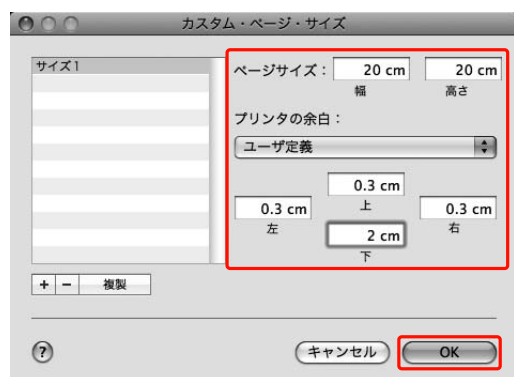 カスタム・ページ・サイズ
サイズ1
ページサイズ： 20 cm 20 cm
幅 高さ
プリンタの余白：
ユーザ定義
0.3 cm
上
0.3 cm 0.3 cm
左 右
2 cm
下
+ − 複製
? キャンセル OK